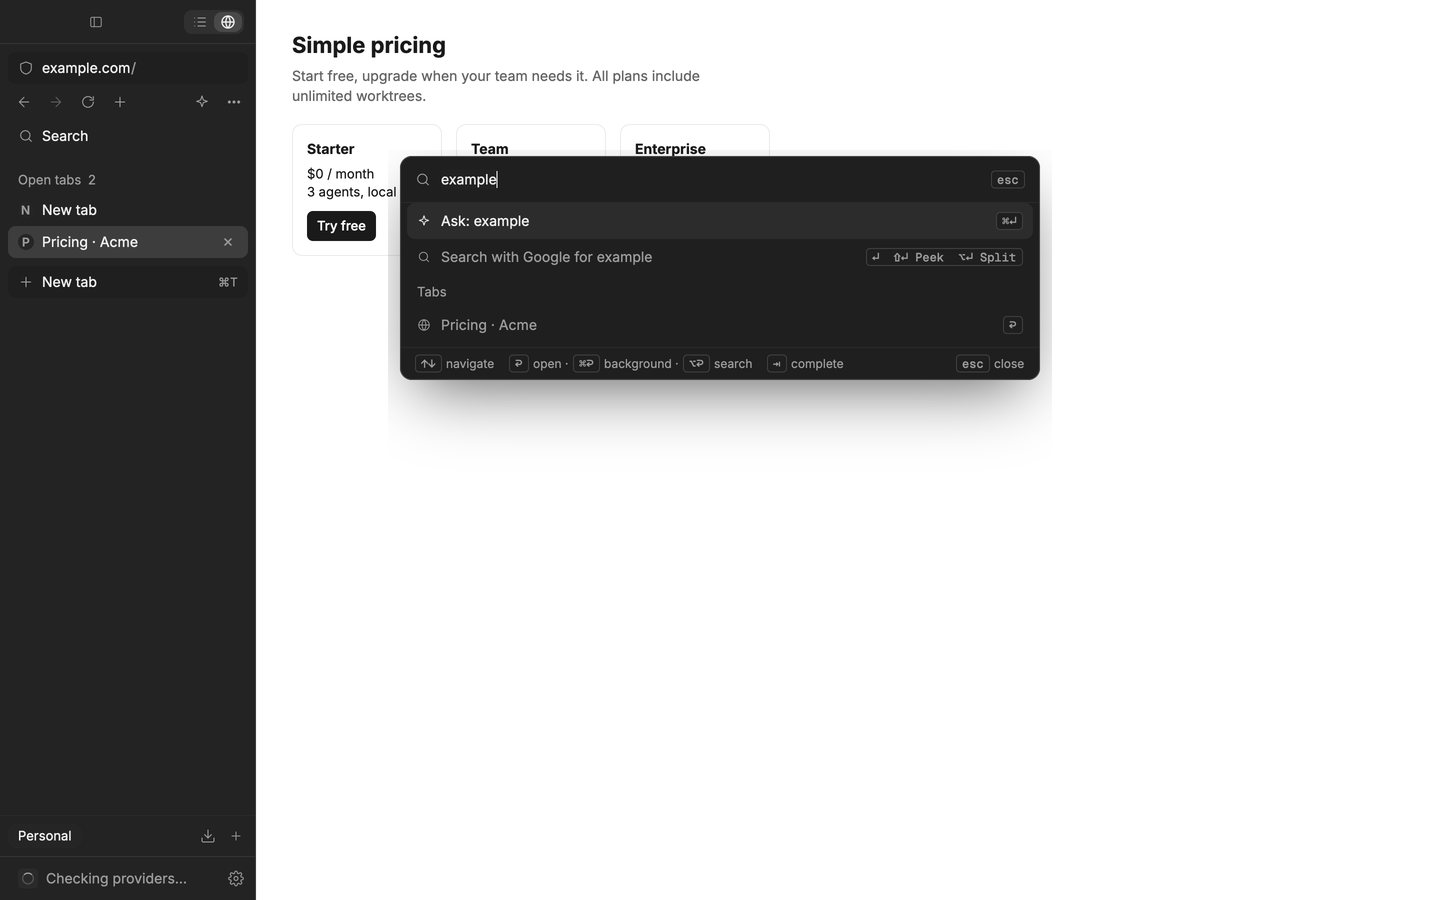 example.com/
Search
Open tabs 2
N New tab
P Pricing · Acme
New tab ⌘T
Personal
Checking providers...
Simple pricing
Start free, upgrade when your team needs it. All plans include
unlimited worktrees.
Starter
$0 / month
3 agents, local
Try free
Team
Enterprise
example esc
Ask: example ⌘↵
Search with Google for example ↵ ⇧↵ Peek ⌥↵ Split
Tabs
Pricing · Acme
↑↓ navigate open · ⌘ background · ⌥ search ⇥ complete esc close